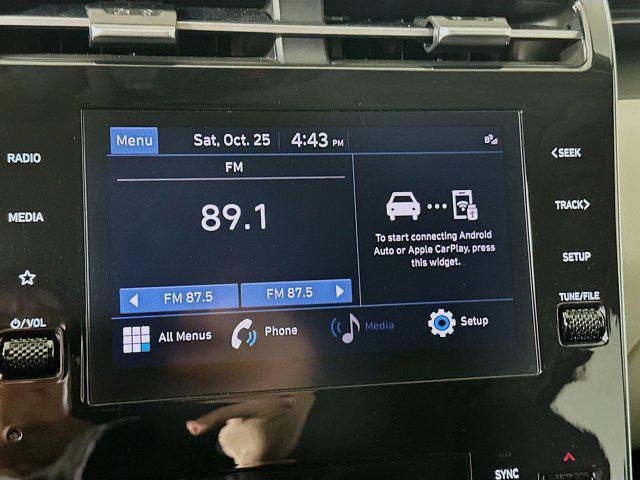 Menu Sat, Oct. 25 4:43 PM
FM
89.1
FM 87.5 FM 87.5
To start connecting Android
Auto or Apple CarPlay, press
this widget.
All Menus Phone Media Setup
RADIO
MEDIA
/VOL
<SEEK
TRACK>
SETUP
TUNE/FILE
SYNC